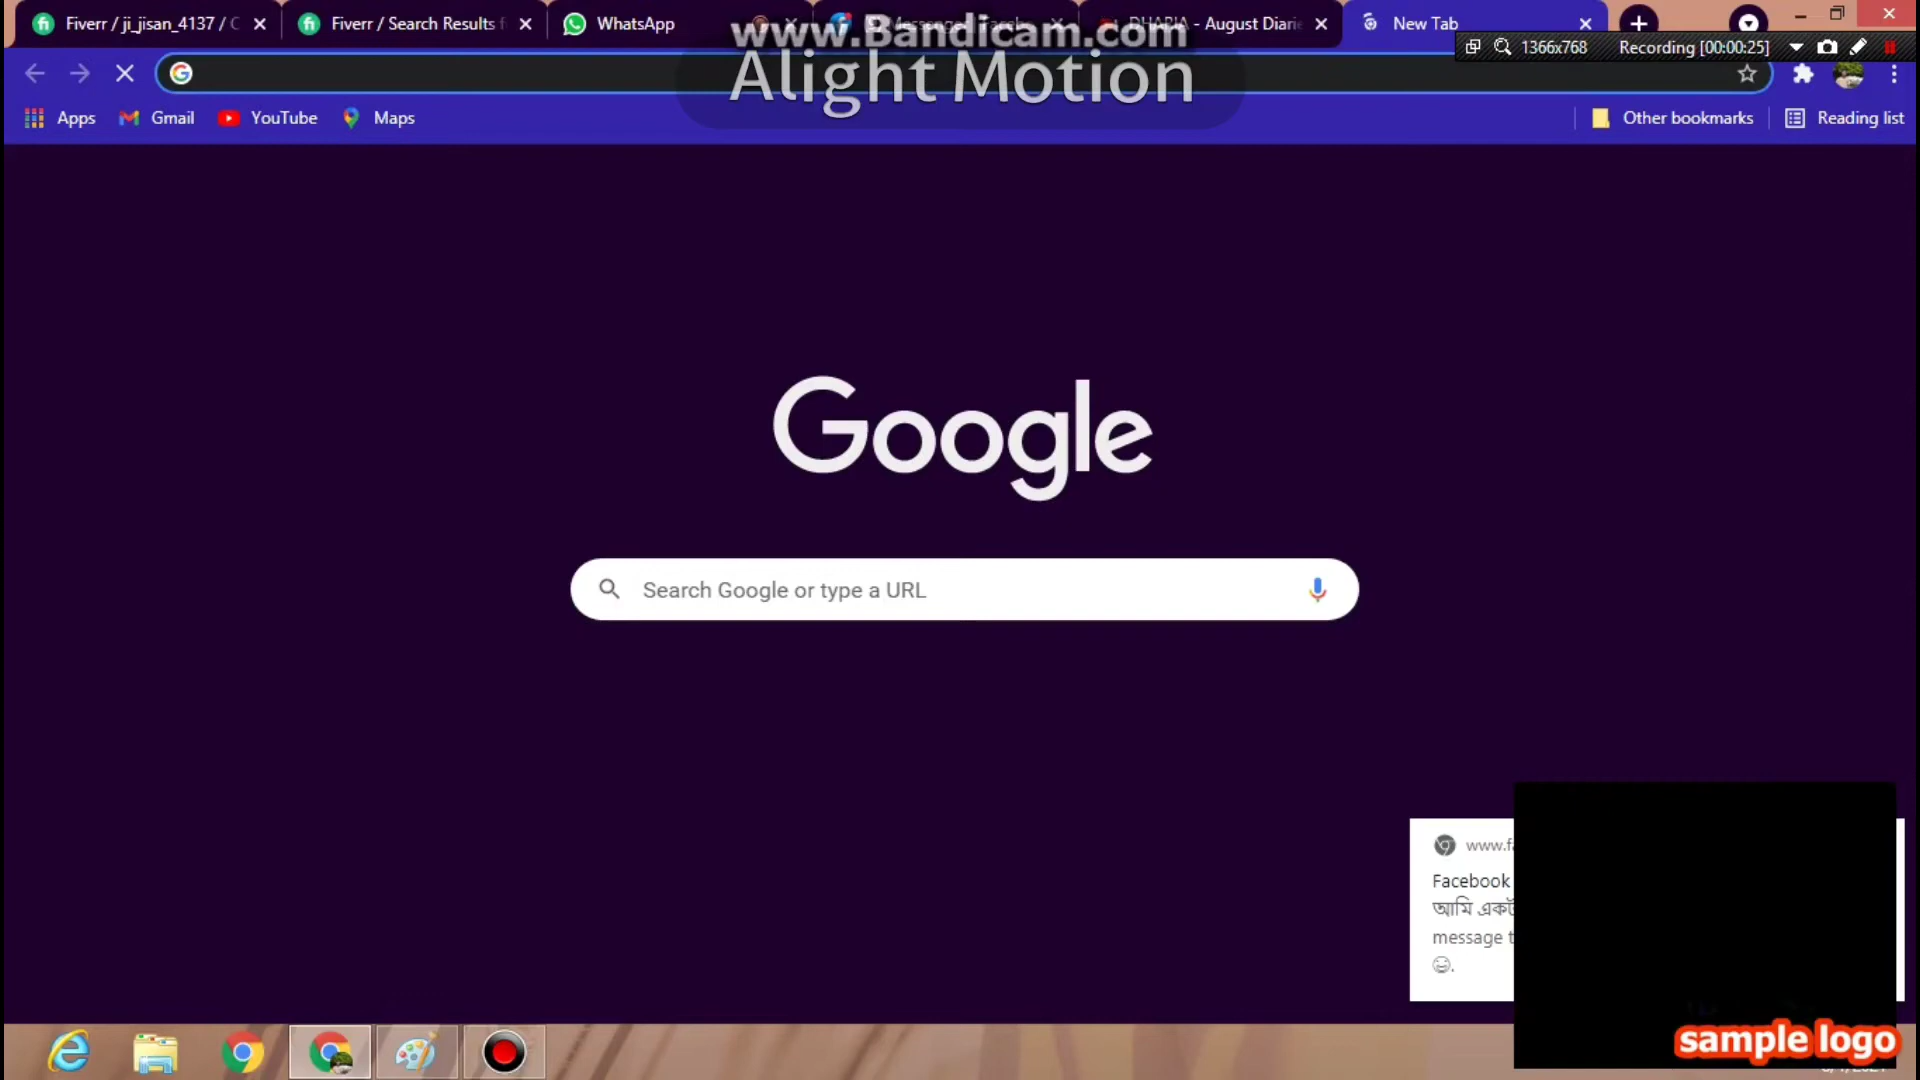 Fiverr / ji_jisan_4137 / C
Fiverr / Search Results f
WhatsApp
DHARIA - August Diarie
New Tab
www.Bandicam.com
1366x768
Recording [00:00:25]
Alight Motion
Apps
Gmail
YouTube
Maps
Other bookmarks
Reading list
Google
Search Google or type a URL
www.fa
Facebook
আমি একট
message t
sample logo